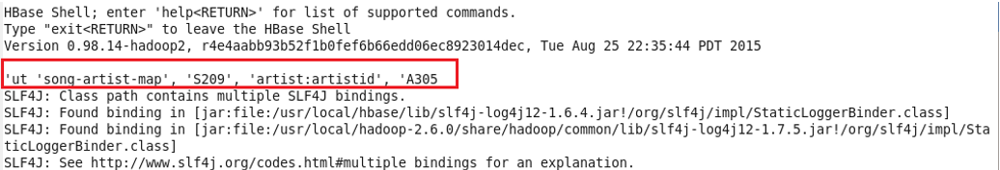 HBase Shell; enter 'help<RETURN>' for list of supported commands.
Type "exit<RETURN>" to leave the HBase Shell
Version 0.98.14-hadoop2, r4e4aabb93b52f1b0fef6b66edd06ec8923014dec, Tue Aug 25 22:35:44 PDT 2015
'ut 'song-artist-map', 'S209', 'artist:artistid', 'A305
SLF4J: Class path contains multiple SLF4J bindings.
SLF4J: Found binding in [jar:file:/usr/local/hbase/lib/slf4j-log4j12-1.6.4.jar!/org/slf4j/impl/StaticLoggerBinder.class]
SLF4J: Found binding in [jar:file:/usr/local/hadoop-2.6.0/share/hadoop/common/lib/slf4j-log4j12-1.7.5.jar!/org/slf4j/impl/Sta
ticLoggerBinder.class]
SLF4J: See http://www.slf4j.org/codes.html#multiple bindings for an explanation.